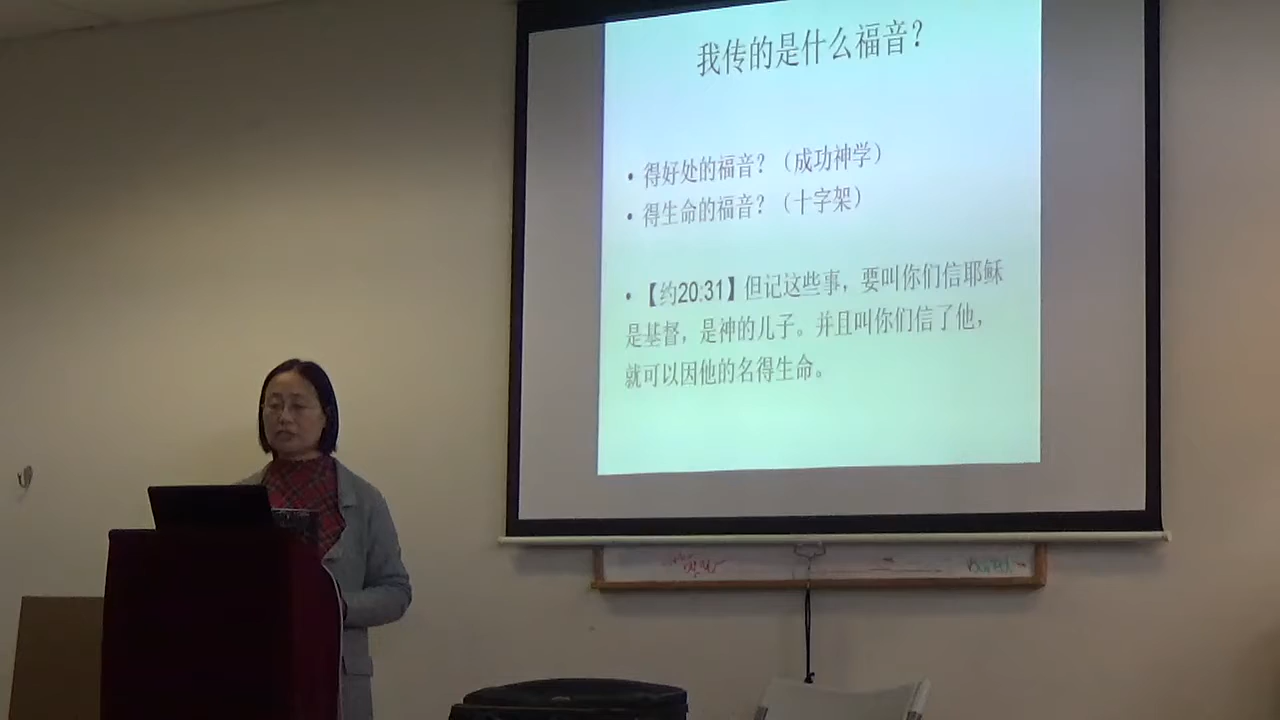 我传的是什么福音？
• 得好处的福音？（成功神学）
• 得生命的福音？（十字架）
• 【约20:31】但记这些事，要叫你们信耶稣
是基督，是神的儿子。并且叫你们信了他，
就可以因他的名得生命。